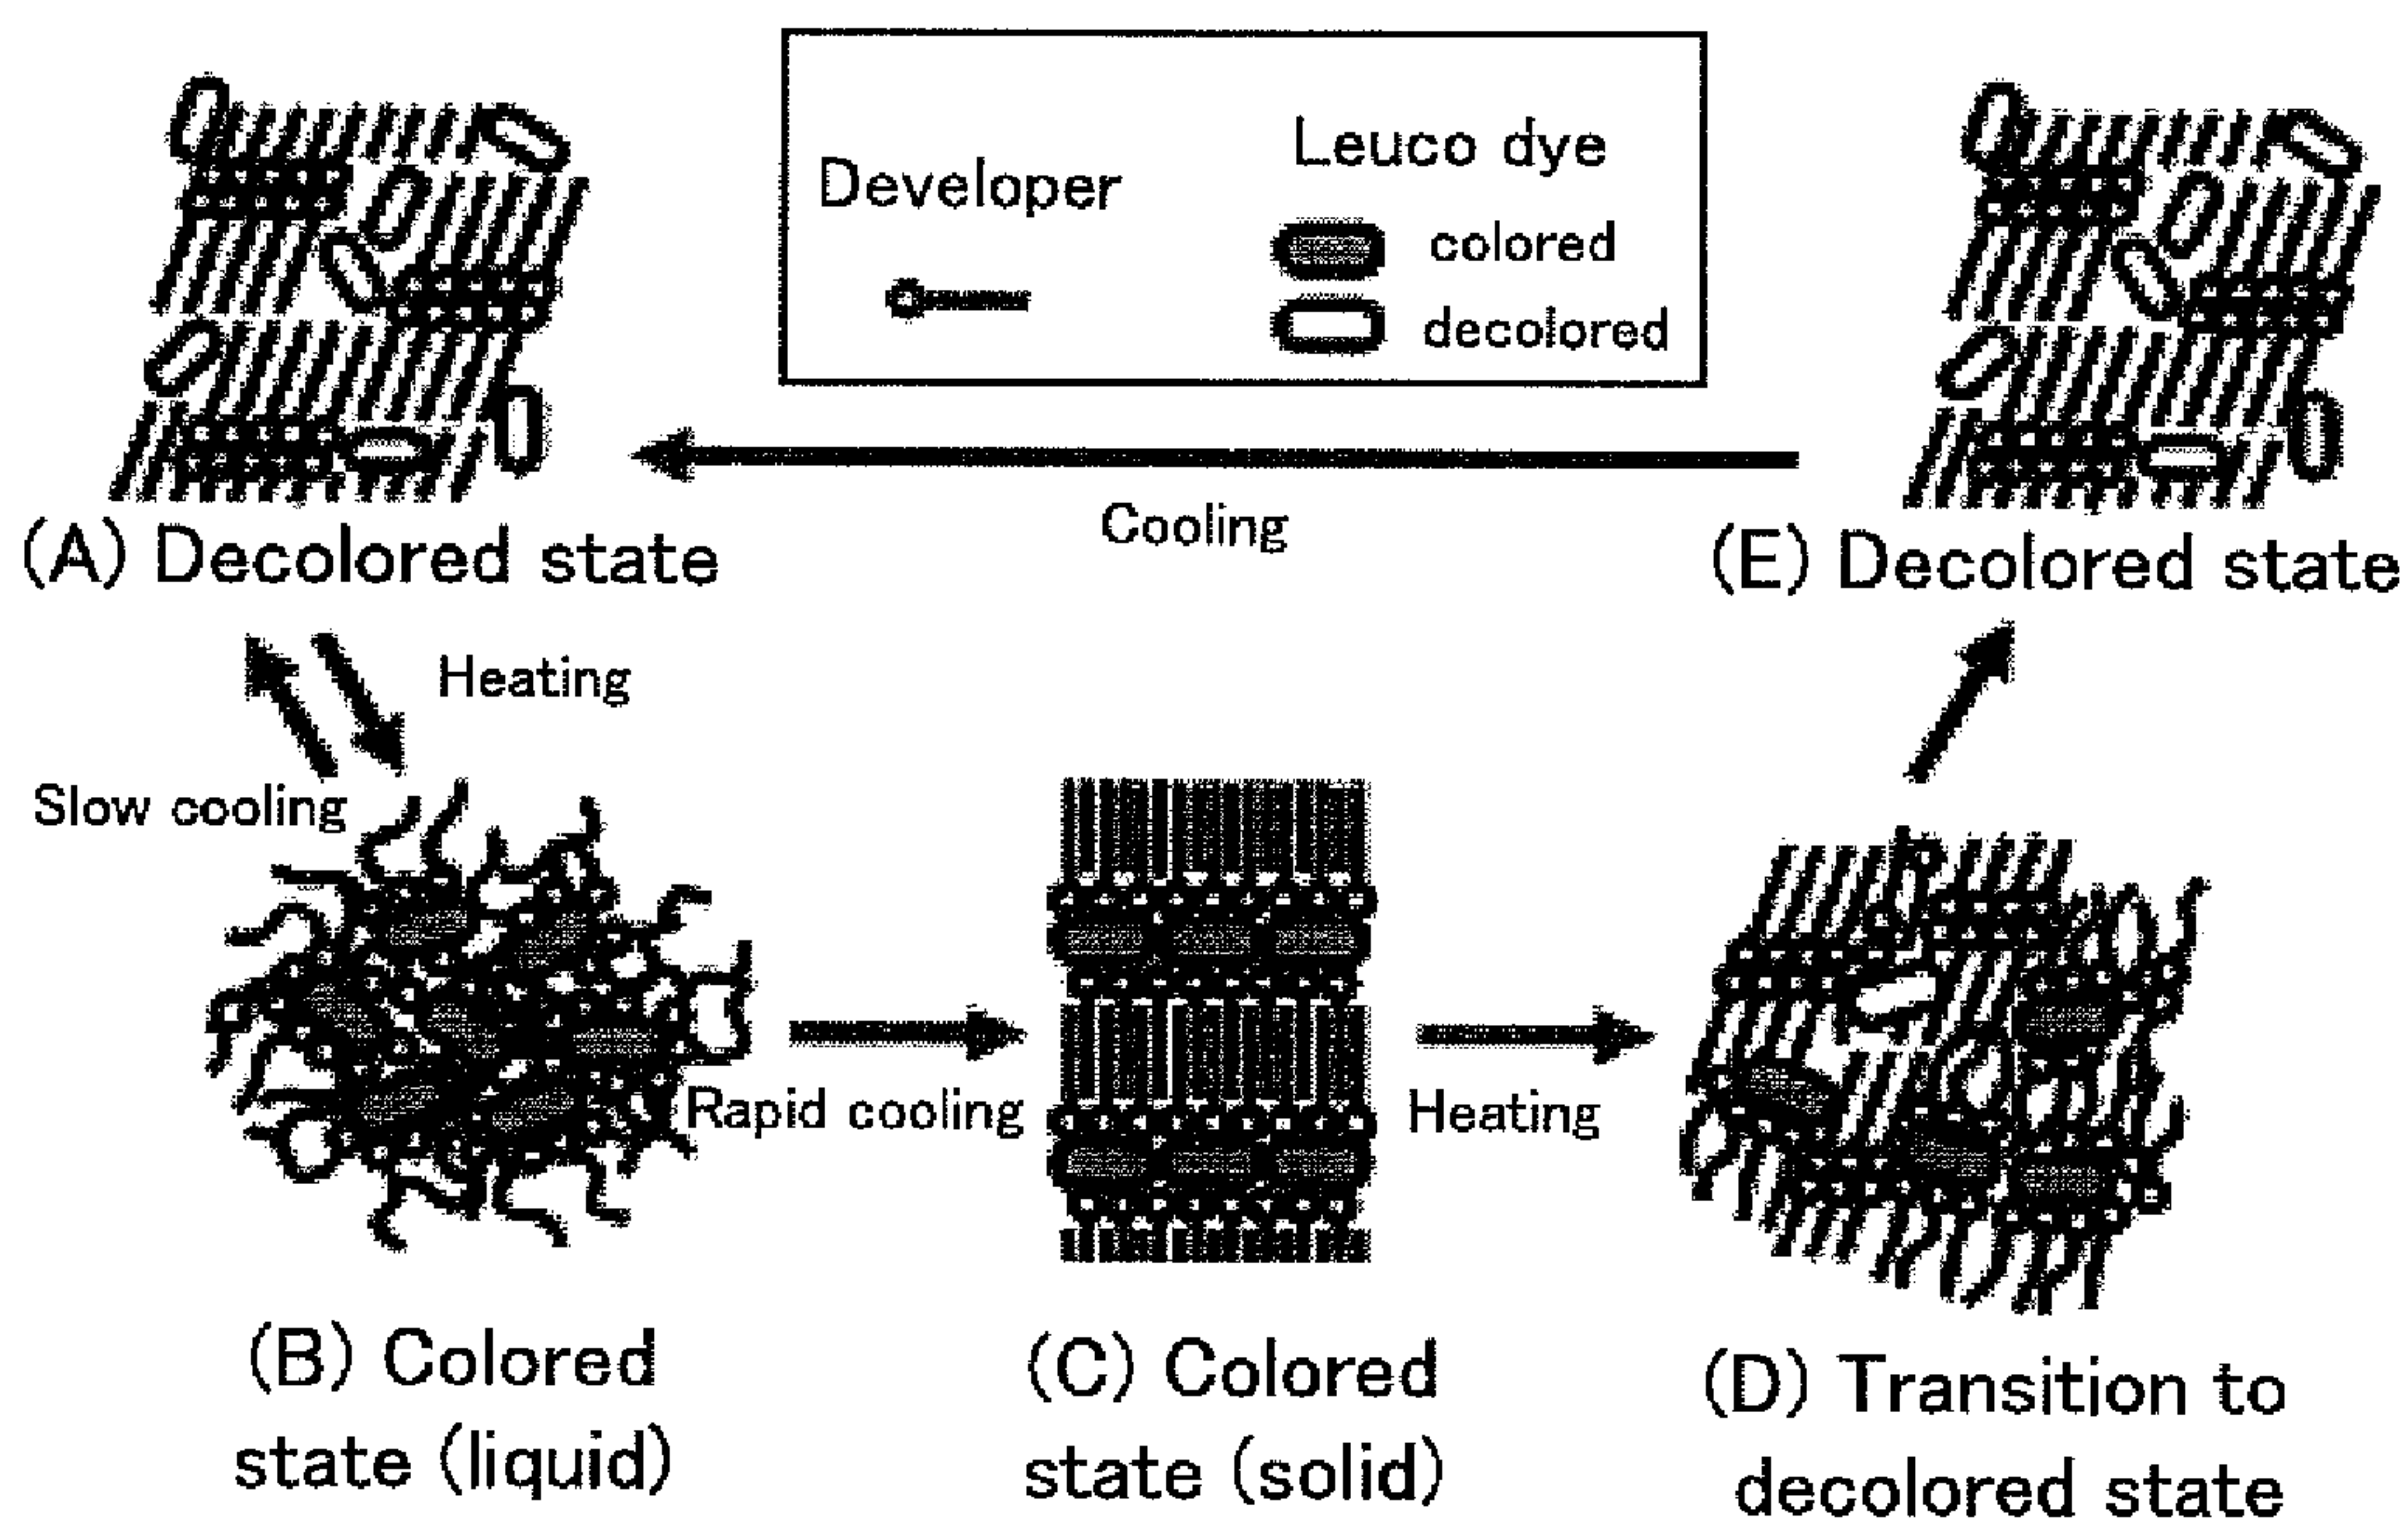 Developer
Leuco dye
colored
decolored
Cooling
(A) Decolored state
(E) Decolored state
Heating
Slow cooling
Rapid cooling
Heating
(B) Colored
state (liquid)
(C) Colored
state (solid)
(D) Transition to
decolored state